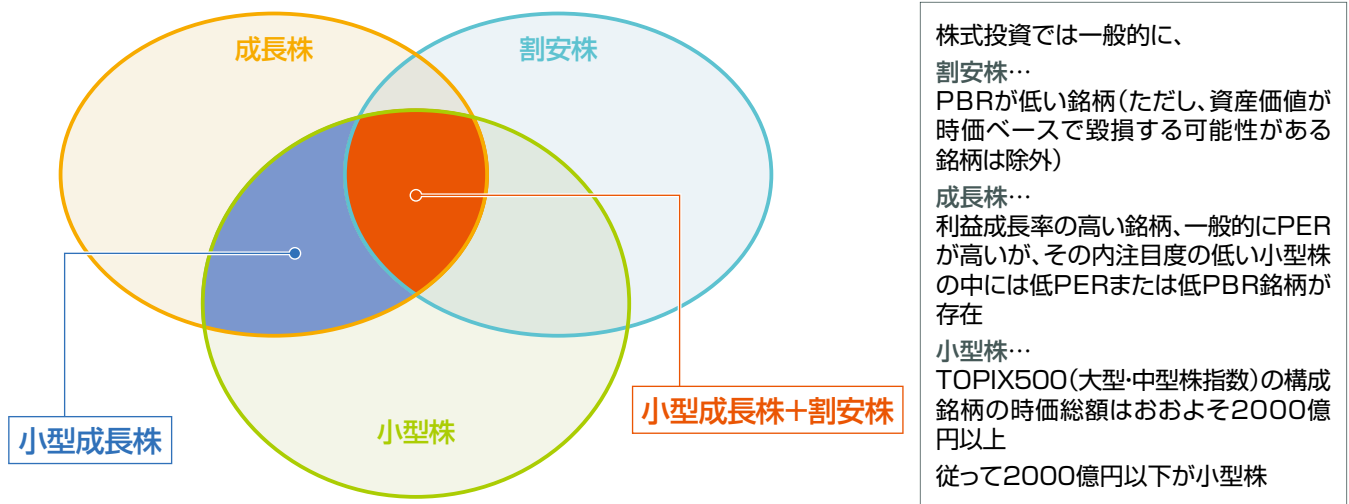 成長株
割安株
小型株
小型成長株
小型成長株＋割安株
株式投資では一般的に、
割安株…
PBRが低い銘柄（ただし、資産価値が
時価ベースで毀損する可能性がある
銘柄は除外）
成長株…
利益成長率の高い銘柄、一般的にPER
が高いが、その内注目度の低い小型株
の中には低PERまたは低PBR銘柄が
存在
小型株…
TOPIX500（大型・中型株指数）の構成
銘柄の時価総額はおおよそ2000億
円以上
従って2000億円以下が小型株